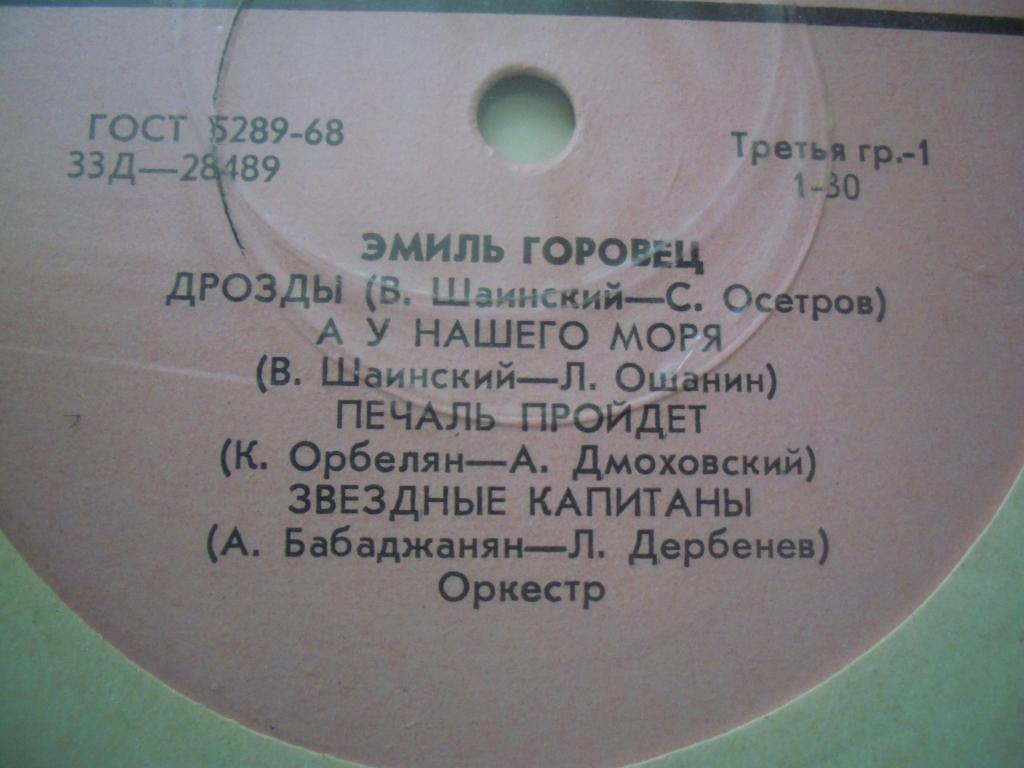 ГОСТ 5289-68
33Д—28489
Третья гр.-1
1-30
ЭМИЛЬ ГОРОВЕЦ
ДРОЗДЫ (В. Шаинский—С. Осетров)
А У НАШЕГО МОРЯ
(В. Шаинский—Л. Ошанин)
ПЕЧАЛЬ ПРОЙДЕТ
(К. Орбелян—А. Дмоховский)
ЗВЕЗДНЫЕ КАПИТАНЫ
(А. Бабаджанян—Л. Дербенев)
Оркестр